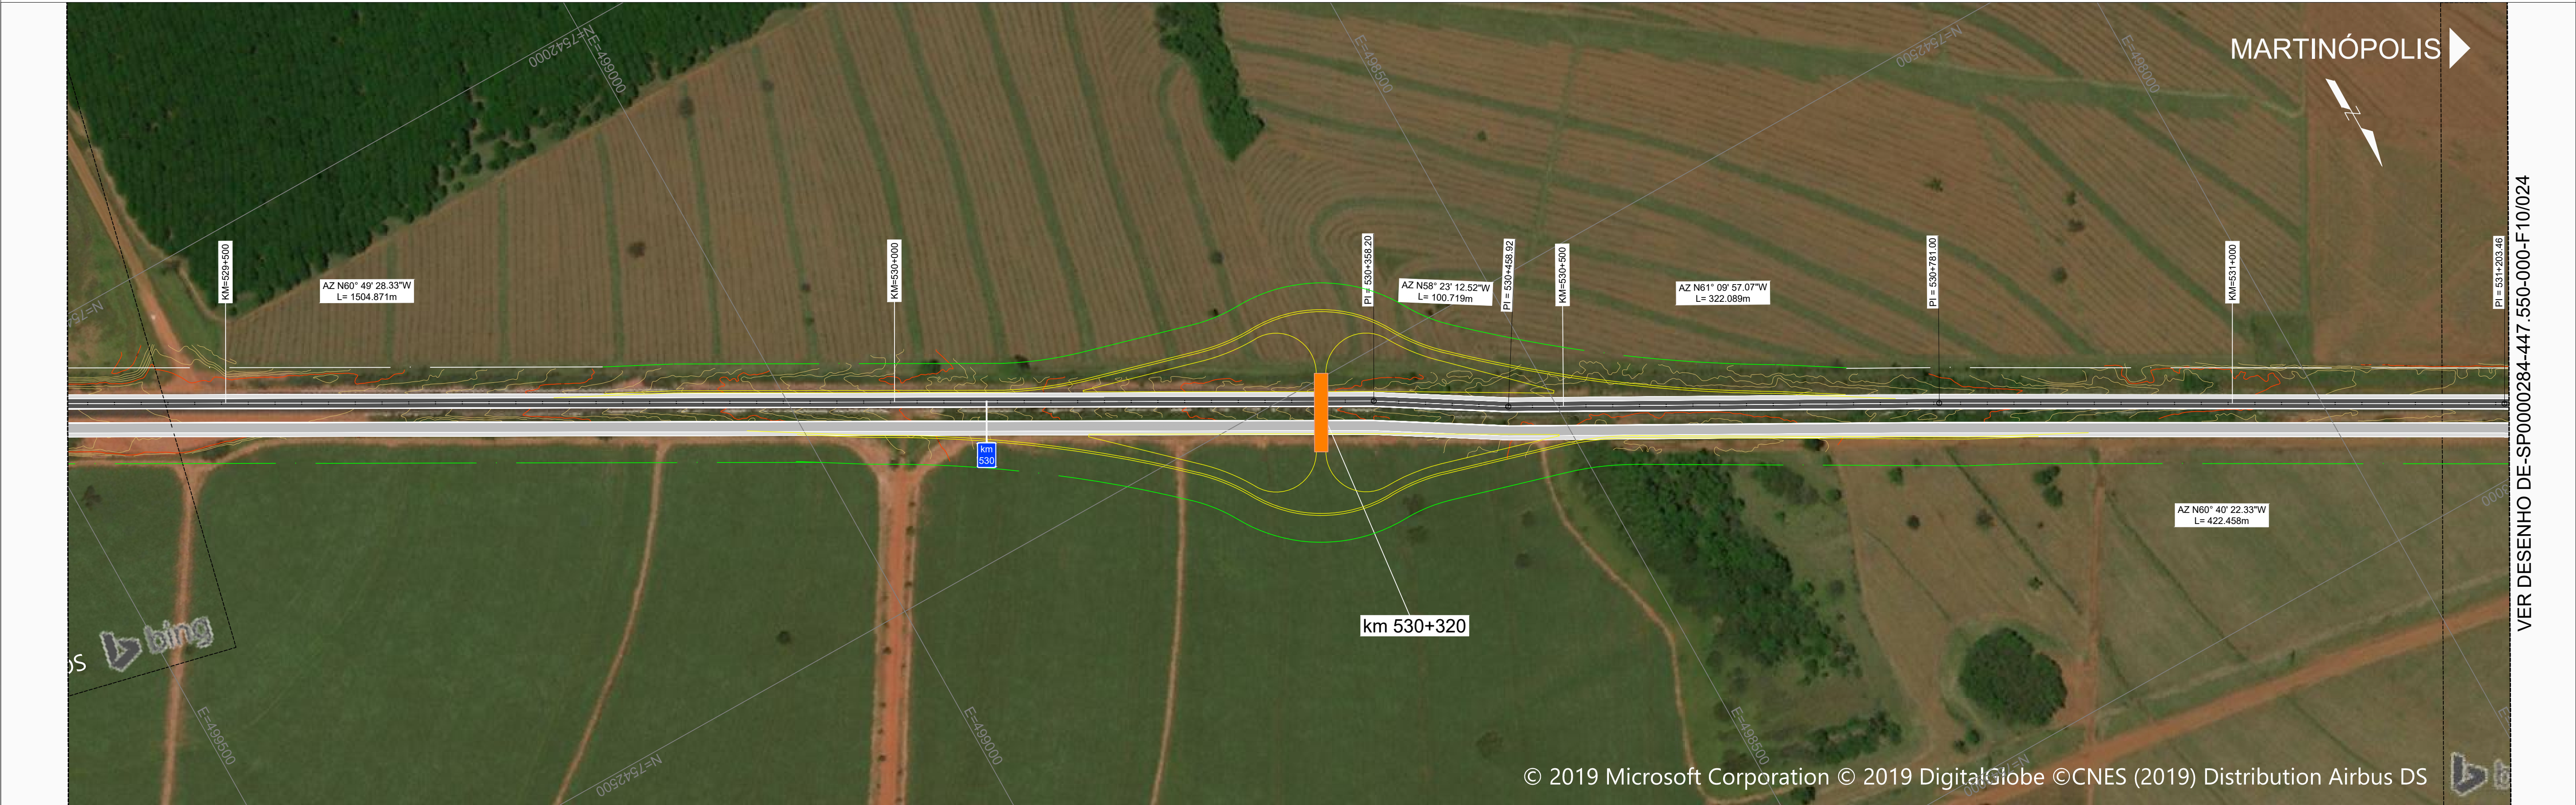 N=7542000
E=499000
E=498500
N=7542500
E=498000
MARTINÓPOLIS
KM=529+500
AZ N60° 49' 28.33"W
L= 1504.871m
KM=530+000
PI = 530+358.20
AZ N58° 23' 12.52"W
L= 100.719m
PI = 530+458.92
KM=530+500
AZ N61° 09' 57.07"W
L= 322.089m
PI = 530+781.00
KM=531+000
PI = 531+203.46
VER DESENHO DE-SP0000284-447.550-000-F10/024
km
530
AZ N60° 40' 22.33"W
L= 422.458m
km 530+320
bing
E=499500
N=7542500
E=499000
E=498500
© 2019 Microsoft Corporation © 2019 DigitalGlobe ©CNES (2019) Distribution Airbus DS